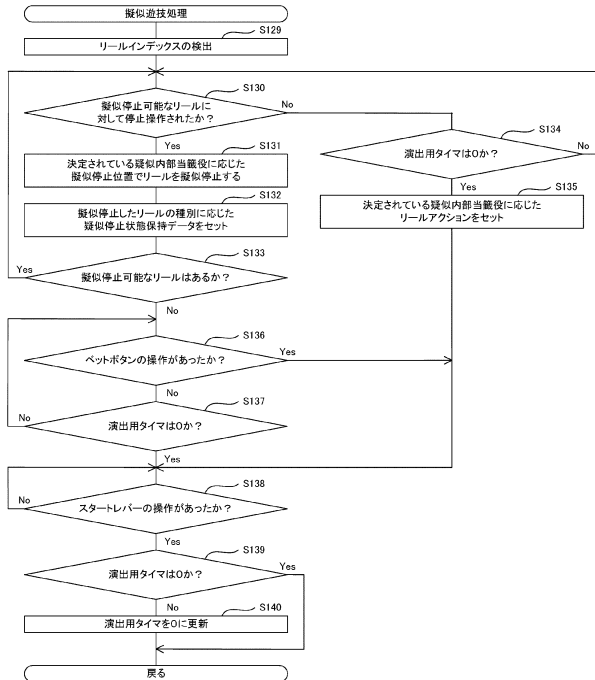 擬似遊技処理
S129
リールインデックスの検出
S130
擬似停止可能なリールに
対して停止操作されたか？
No
Yes
S131
決定されている疑似内部当籤役に応じた
擬似停止位置でリールを擬似停止する
S132
擬似停止したリールの種別に応じた
疑似停止状態保持データをセット
S133
擬似停止可能なリールはあるか？
Yes
No
S134
演出用タイマは0か？
No
Yes
S135
決定されている疑似内部当籤役に応じた
リールアクションをセット
S136
ベットボタンの操作があったか？
Yes
No
S137
演出用タイマは0か？
No
Yes
S138
スタートレバーの操作があったか？
No
Yes
S139
演出用タイマは0か？
Yes
No
S140
演出用タイマを0に更新
戻る